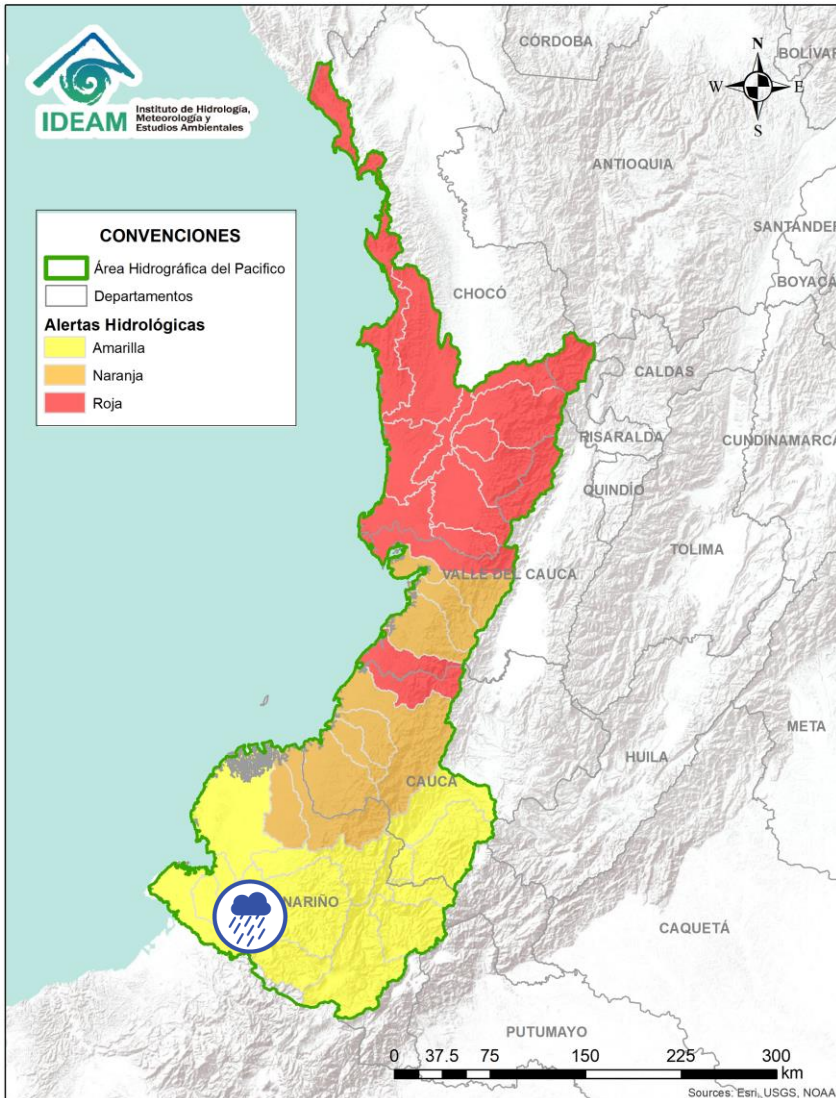 IDEAM
Instituto de Hidrología,
Meteorología y
Estudios Ambientales
N
W E
S
CÓRDOBA
BOLÍVAR
ANTIOQUIA
SANTANDER
BOYACÁ
CHOCÓ
CALDAS
RISARALDA
CUNDINAMARCA
QUINDÍO
TOLIMA
VALLE DEL CAUCA
META
HUILA
CAUCA
NARIÑO
CAQUETÁ
PUTUMAYO
CONVENCIONES
Área Hidrográfica del Pacifico
Departamentos
Alertas Hidrológicas
Amarilla
Naranja
Roja
0 37.5 75 150 225 300
km
Sources: Esri, USGS, NOAA